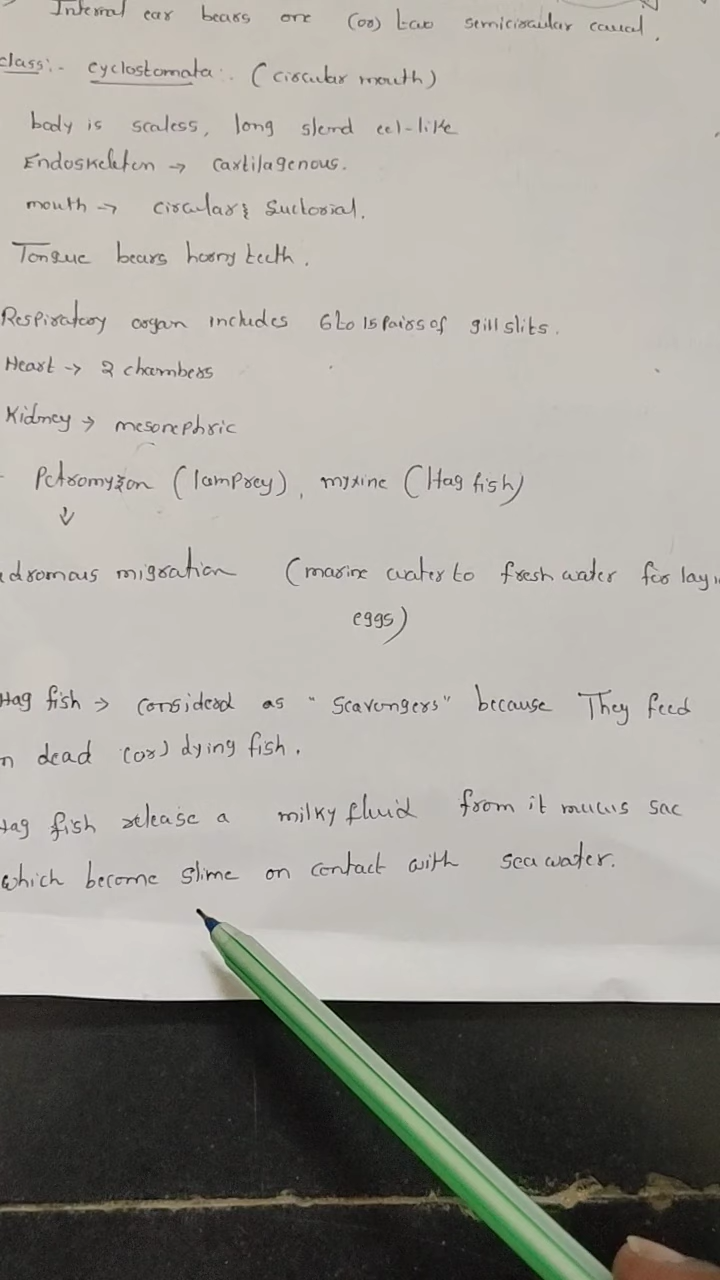 Internal ear bears one (or) two semicircular canal.
class:- cyclostomata:- (circular mouth)
body is scaless, long slend eel-like
Endoskeleton → cartilagenous.
mouth → circular & suctorial.
Tongue bears horny teeth.
Respiratory organ includes 6 to 15 pairs of gill slits.
Heart → 2 chambers
Kidney → mesonephric
- Petromyzon (lamprey), myxine (Hag fish)
↓
adromous migration (marine water to fresh water for layi
eggs)
Hag fish → considerd as "scavengers" because They feed
n dead (or) dying fish.
Hag fish release a milky fluid from it mucus sac
which become slime on contact with sea water.